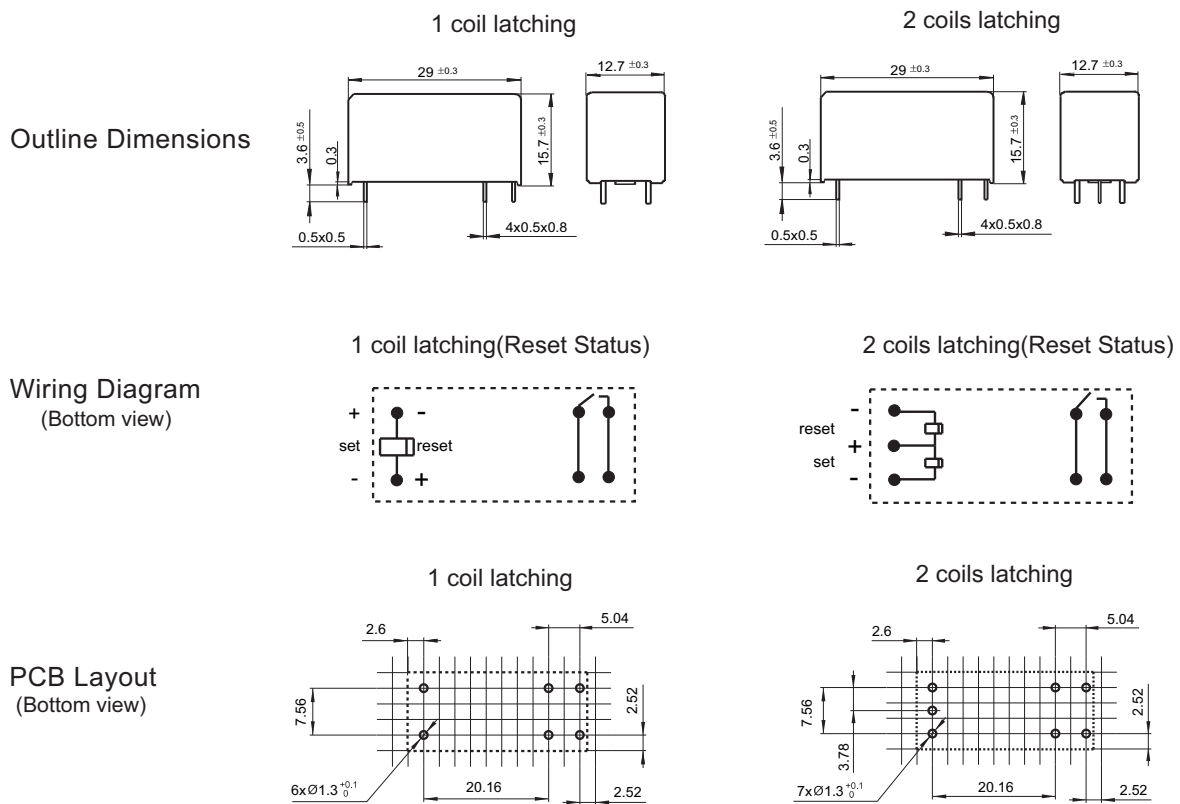 1 coil latching
2 coils latching
Outline Dimensions
29 ±0.3
12.7 ±0.3
3.6 ±0.5
0.3
15.7 ±0.3
0.5x0.5
4x0.5x0.8
29 ±0.3
12.7 ±0.3
3.6 ±0.5
0.3
15.7 ±0.3
0.5x0.5
4x0.5x0.8
1 coil latching(Reset Status)
2 coils latching(Reset Status)
Wiring Diagram
(Bottom view)
+ -
set reset
- +
-
reset
+
set
-
1 coil latching
2 coils latching
PCB Layout
(Bottom view)
2.6
5.04
7.56
2.52
6xØ1.3 +0.1 0
20.16
2.52
2.6
5.04
7.56
3.78
2.52
7xØ1.3 +0.1 0
20.16
2.52